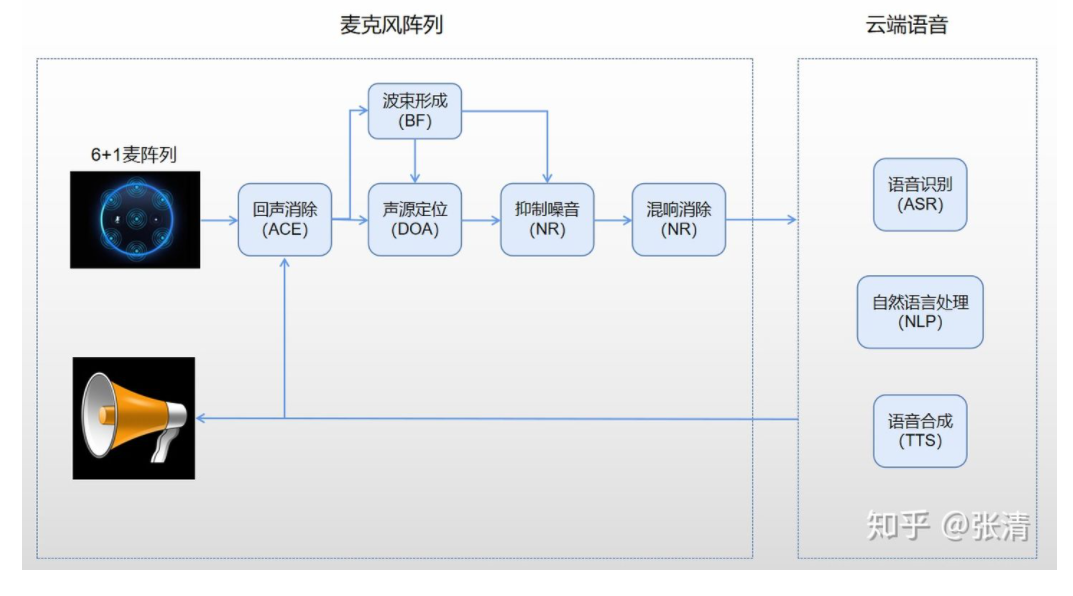 麦克风阵列
云端语音
6+1麦阵列
波束形成
(BF)
回声消除
(ACE)
声源定位
(DOA)
抑制噪音
(NR)
混响消除
(NR)
语音识别
(ASR)
自然语言处理
(NLP)
语音合成
(TTS)
知乎 @张清